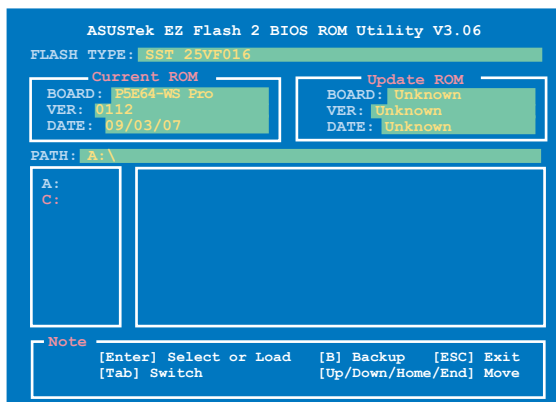 ASUSTek EZ Flash 2 BIOS ROM Utility V3.06
FLASH TYPE: SST 25VF016
Current ROM
BOARD: P5E64-WS Pro
VER: 0112
DATE: 09/03/07
Update ROM
BOARD: Unknown
VER: Unknown
DATE: Unknown
PATH: A:\
A:
C:
Note
[Enter] Select or Load [B] Backup [ESC] Exit
[Tab] Switch [Up/Down/Home/End] Move